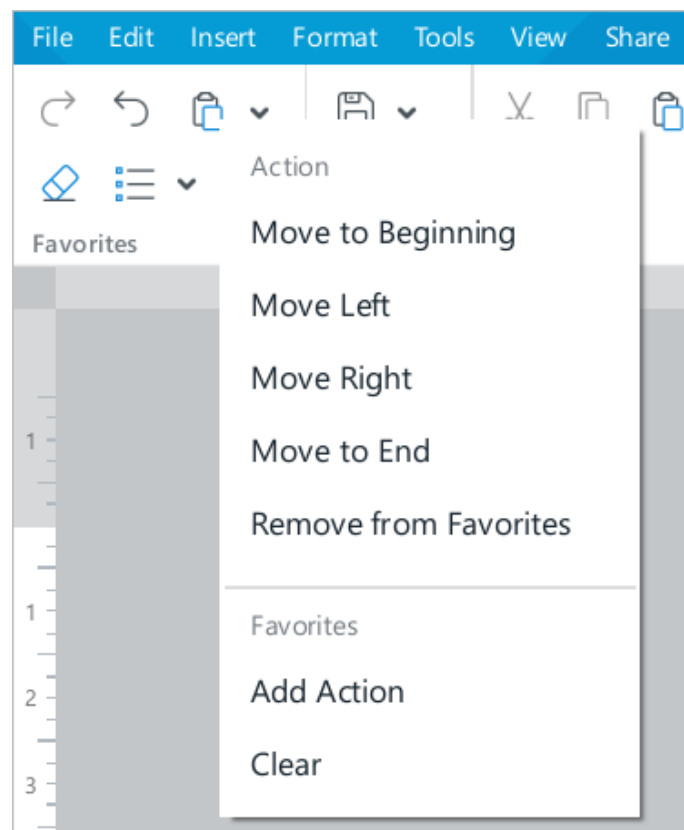 File Edit Insert Format Tools View Share
Action
Move to Beginning
Favorites
Move Left
Move Right
1
Move to End
Remove from Favorites
1
Favorites
2
Add Action
3
Clear